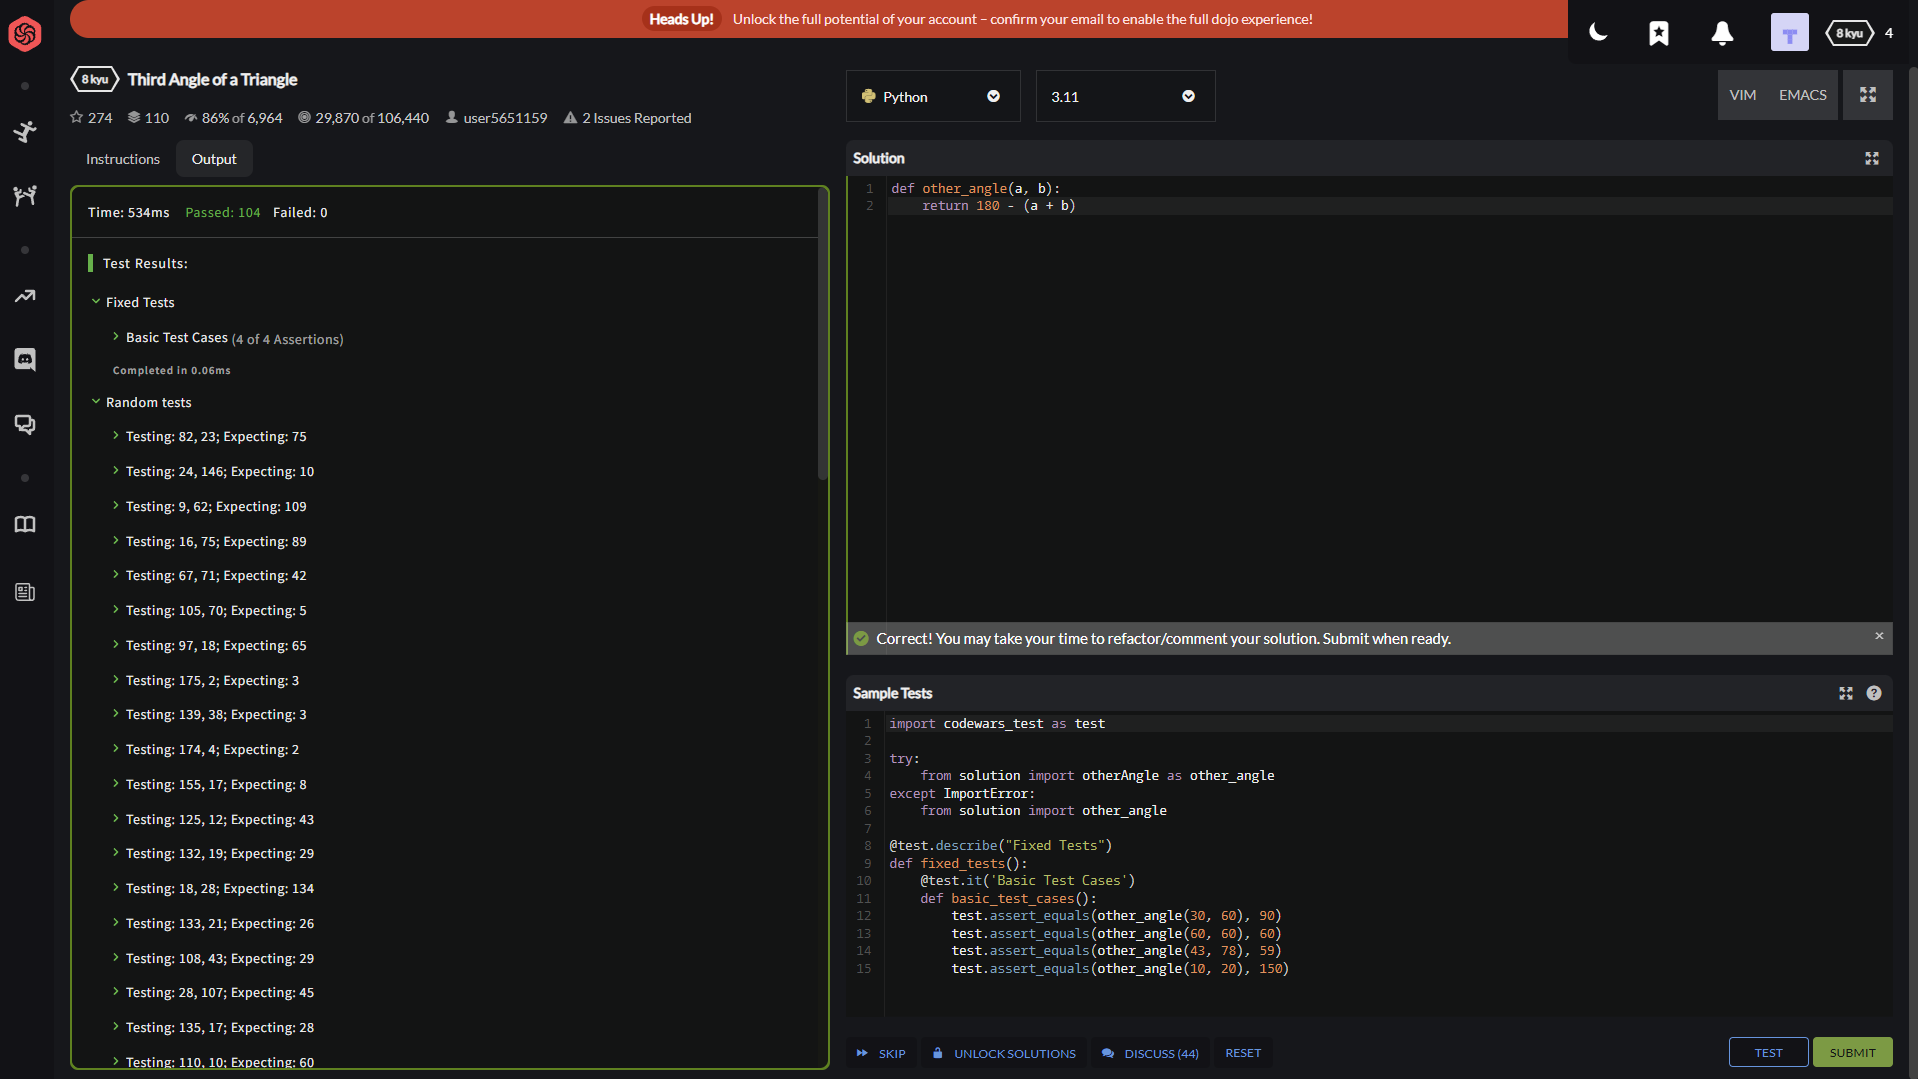 Heads Up! Unlock the full potential of your account – confirm your email to enable the full dojo experience!
T
8 kyu 4
8 kyu Third Angle of a Triangle
274 110 86% of 6,964 29,870 of 106,440 user5651159 2 Issues Reported
Instructions Output
Time: 534ms Passed: 104 Failed: 0
Test Results:
Fixed Tests
Basic Test Cases (4 of 4 Assertions)
Completed in 0.06ms
Random tests
Testing: 82, 23; Expecting: 75
Testing: 24, 146; Expecting: 10
Testing: 9, 62; Expecting: 109
Testing: 16, 75; Expecting: 89
Testing: 67, 71; Expecting: 42
Testing: 105, 70; Expecting: 5
Testing: 97, 18; Expecting: 65
Testing: 175, 2; Expecting: 3
Testing: 139, 38; Expecting: 3
Testing: 174, 4; Expecting: 2
Testing: 155, 17; Expecting: 8
Testing: 125, 12; Expecting: 43
Testing: 132, 19; Expecting: 29
Testing: 18, 28; Expecting: 134
Testing: 133, 21; Expecting: 26
Testing: 108, 43; Expecting: 29
Testing: 28, 107; Expecting: 45
Testing: 135, 17; Expecting: 28
Testing: 110, 10; Expecting: 60
Python 3.11 VIM EMACS
Solution
1 def other_angle(a, b):
2     return 180 - (a + b)
Correct! You may take your time to refactor/comment your solution. Submit when ready. ×
Sample Tests ?
1 import codewars_test as test
2
3 try:
4     from solution import otherAngle as other_angle
5 except ImportError:
6     from solution import other_angle
7
8 @test.describe("Fixed Tests")
9 def fixed_tests():
10     @test.it('Basic Test Cases')
11     def basic_test_cases():
12         test.assert_equals(other_angle(30, 60), 90)
13         test.assert_equals(other_angle(60, 60), 60)
14         test.assert_equals(other_angle(43, 78), 59)
15         test.assert_equals(other_angle(10, 20), 150)
SKIP UNLOCK SOLUTIONS DISCUSS (44) RESET TEST SUBMIT